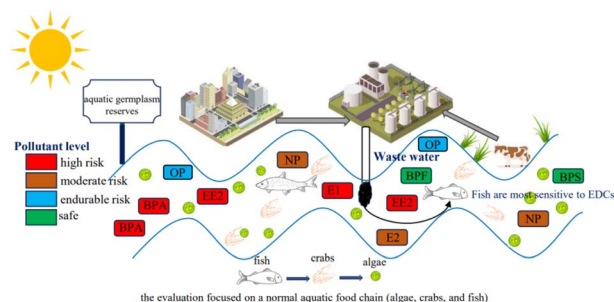 aquatic germplasm
reserves
Pollutant level
high risk
moderate risk
endurable risk
safe
OP
NP
OP
Waste water
BPF
BPS
EE2
E1
EE2
Fish are most sensitive to EDCs
BPA
BPA
E2
NP
fish
crabs
algae
the evaluation focused on a normal aquatic food chain (algae, crabs, and fish)